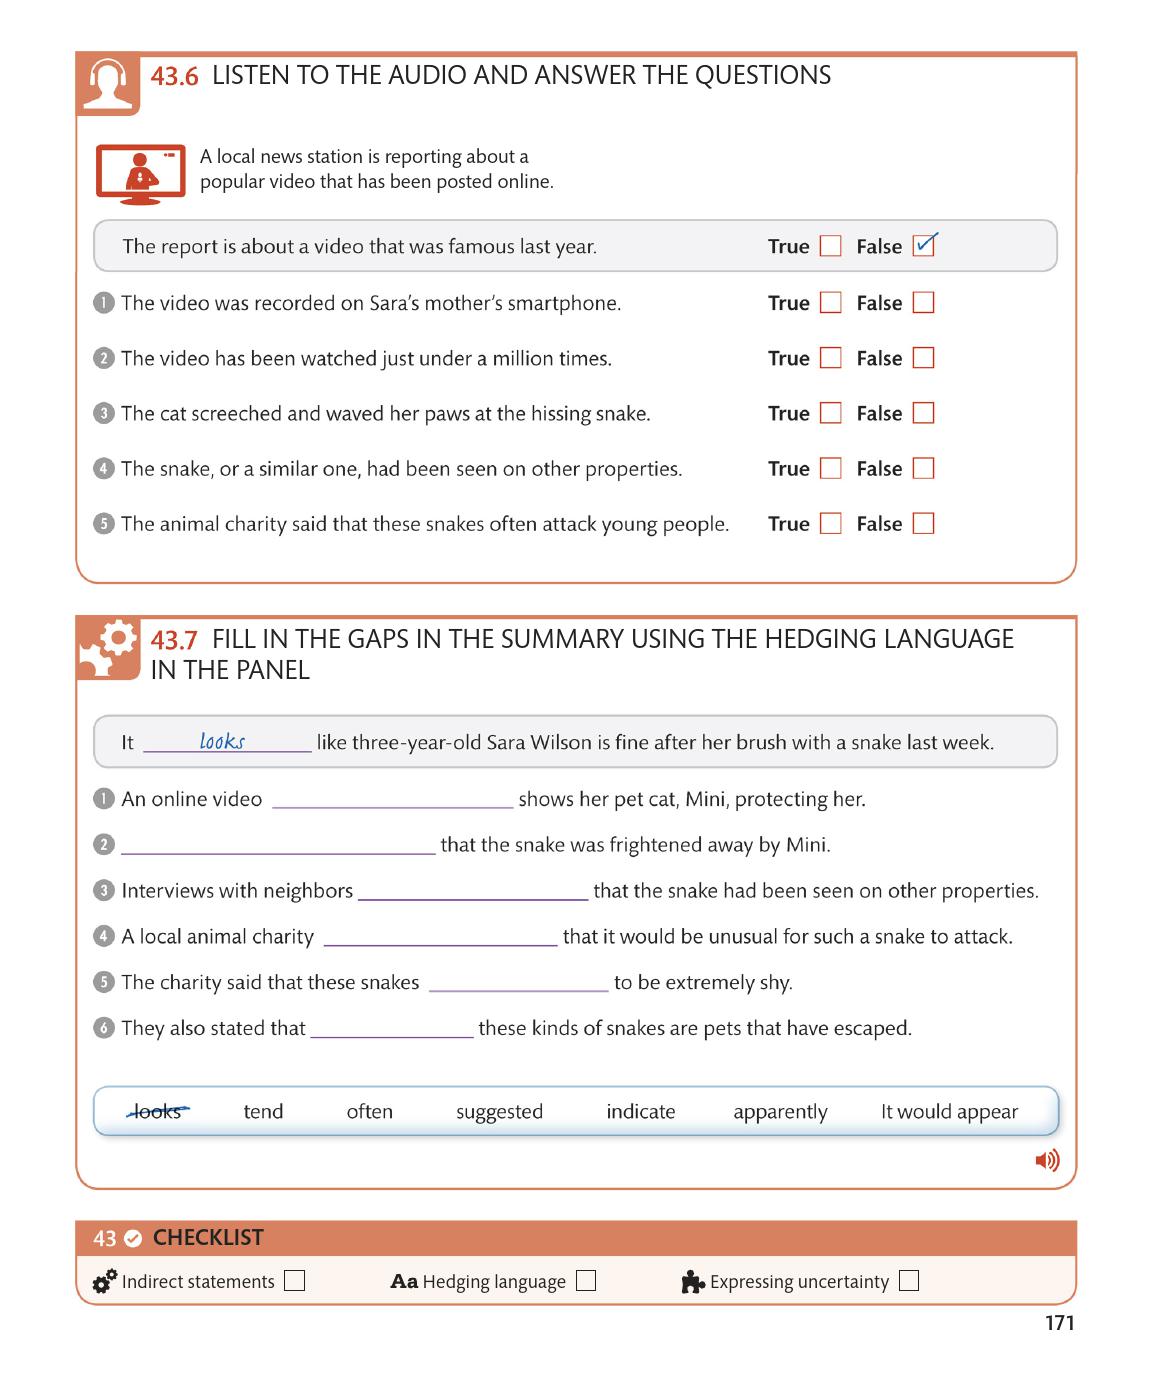 43.6 LISTEN TO THE AUDIO AND ANSWER THE QUESTIONS
A local news station is reporting about a
popular video that has been posted online.
The report is about a video that was famous last year. True False
1 The video was recorded on Sara's mother's smartphone. True False
2 The video has been watched just under a million times. True False
3 The cat screeched and waved her paws at the hissing snake. True False
4 The snake, or a similar one, had been seen on other properties. True False
5 The animal charity said that these snakes often attack young people. True False
43.7 FILL IN THE GAPS IN THE SUMMARY USING THE HEDGING LANGUAGE
IN THE PANEL
It looks like three-year-old Sara Wilson is fine after her brush with a snake last week.
1 An online video ______ shows her pet cat, Mini, protecting her.
2 ______ that the snake was frightened away by Mini.
3 Interviews with neighbors ______ that the snake had been seen on other properties.
4 A local animal charity ______ that it would be unusual for such a snake to attack.
5 The charity said that these snakes ______ to be extremely shy.
6 They also stated that ______ these kinds of snakes are pets that have escaped.
looks tend often suggested indicate apparently It would appear
43 CHECKLIST
Indirect statements Aa Hedging language Expressing uncertainty
171